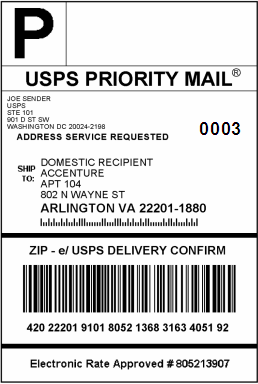 P
USPS PRIORITY MAIL®
JOE SENDER
USPS
STE 101
901 D ST SW
WASHINGTON DC 20024-2198
0003
ADDRESS SERVICE REQUESTED
SHIP
TO:
DOMESTIC RECIPIENT
ACCENTURE
APT 104
802 N WAYNE ST
ARLINGTON VA 22201-1880
ZIP - e/ USPS DELIVERY CONFIRM
420 22201 9101 8052 1368 3163 4051 92
Electronic Rate Approved # 805213907